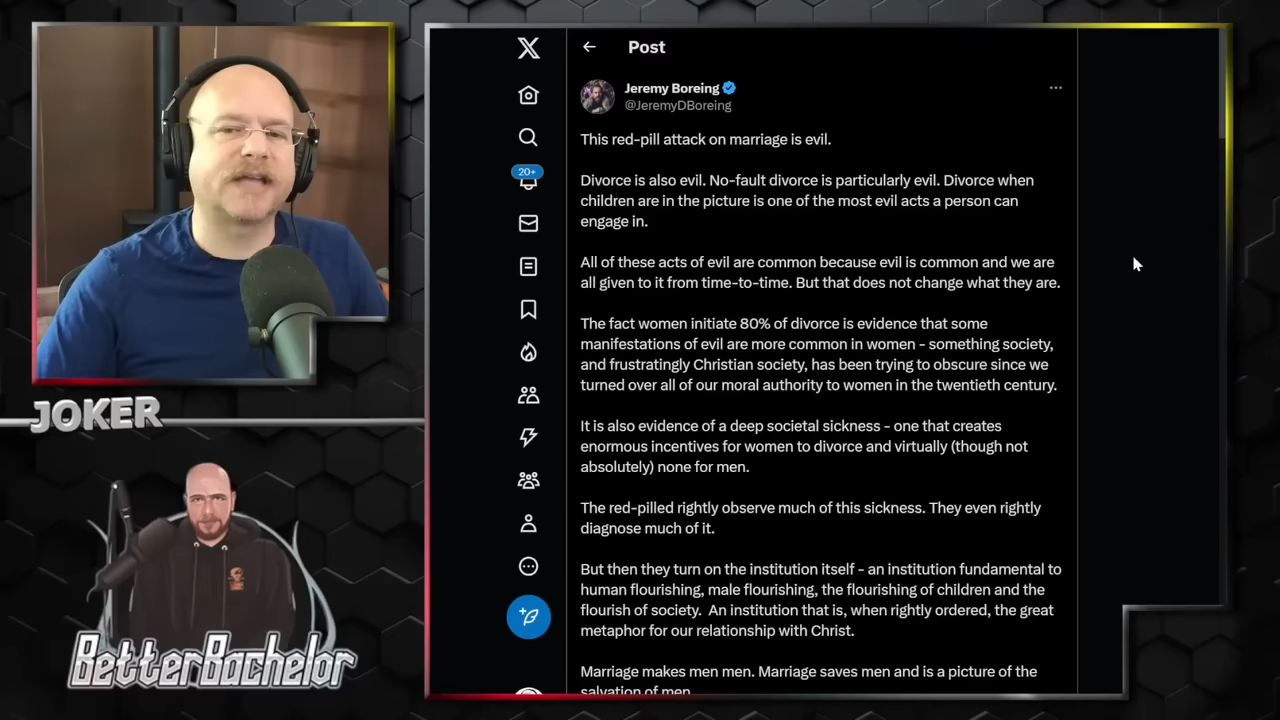 Post
Jeremy Boreing
@JeremyDBoreing
This red-pill attack on marriage is evil.
Divorce is also evil. No-fault divorce is particularly evil. Divorce when
children are in the picture is one of the most evil acts a person can
engage in.
All of these acts of evil are common because evil is common and we are
all given to it from time-to-time. But that does not change what they are.
The fact women initiate 80% of divorce is evidence that some
manifestations of evil are more common in women - something society,
and frustratingly Christian society, has been trying to obscure since we
turned over all of our moral authority to women in the twentieth century.
It is also evidence of a deep societal sickness - one that creates
enormous incentives for women to divorce and virtually (though not
absolutely) none for men.
The red-pilled rightly observe much of this sickness. They even rightly
diagnose much of it.
But then they turn on the institution itself - an institution fundamental to
human flourishing, male flourishing, the flourishing of children and the
flourish of society. An institution that is, when rightly ordered, the great
metaphor for our relationship with Christ.
Marriage makes men men. Marriage saves men and is a picture of the
salvation of men.
20+
JOKER
BetterBachelor